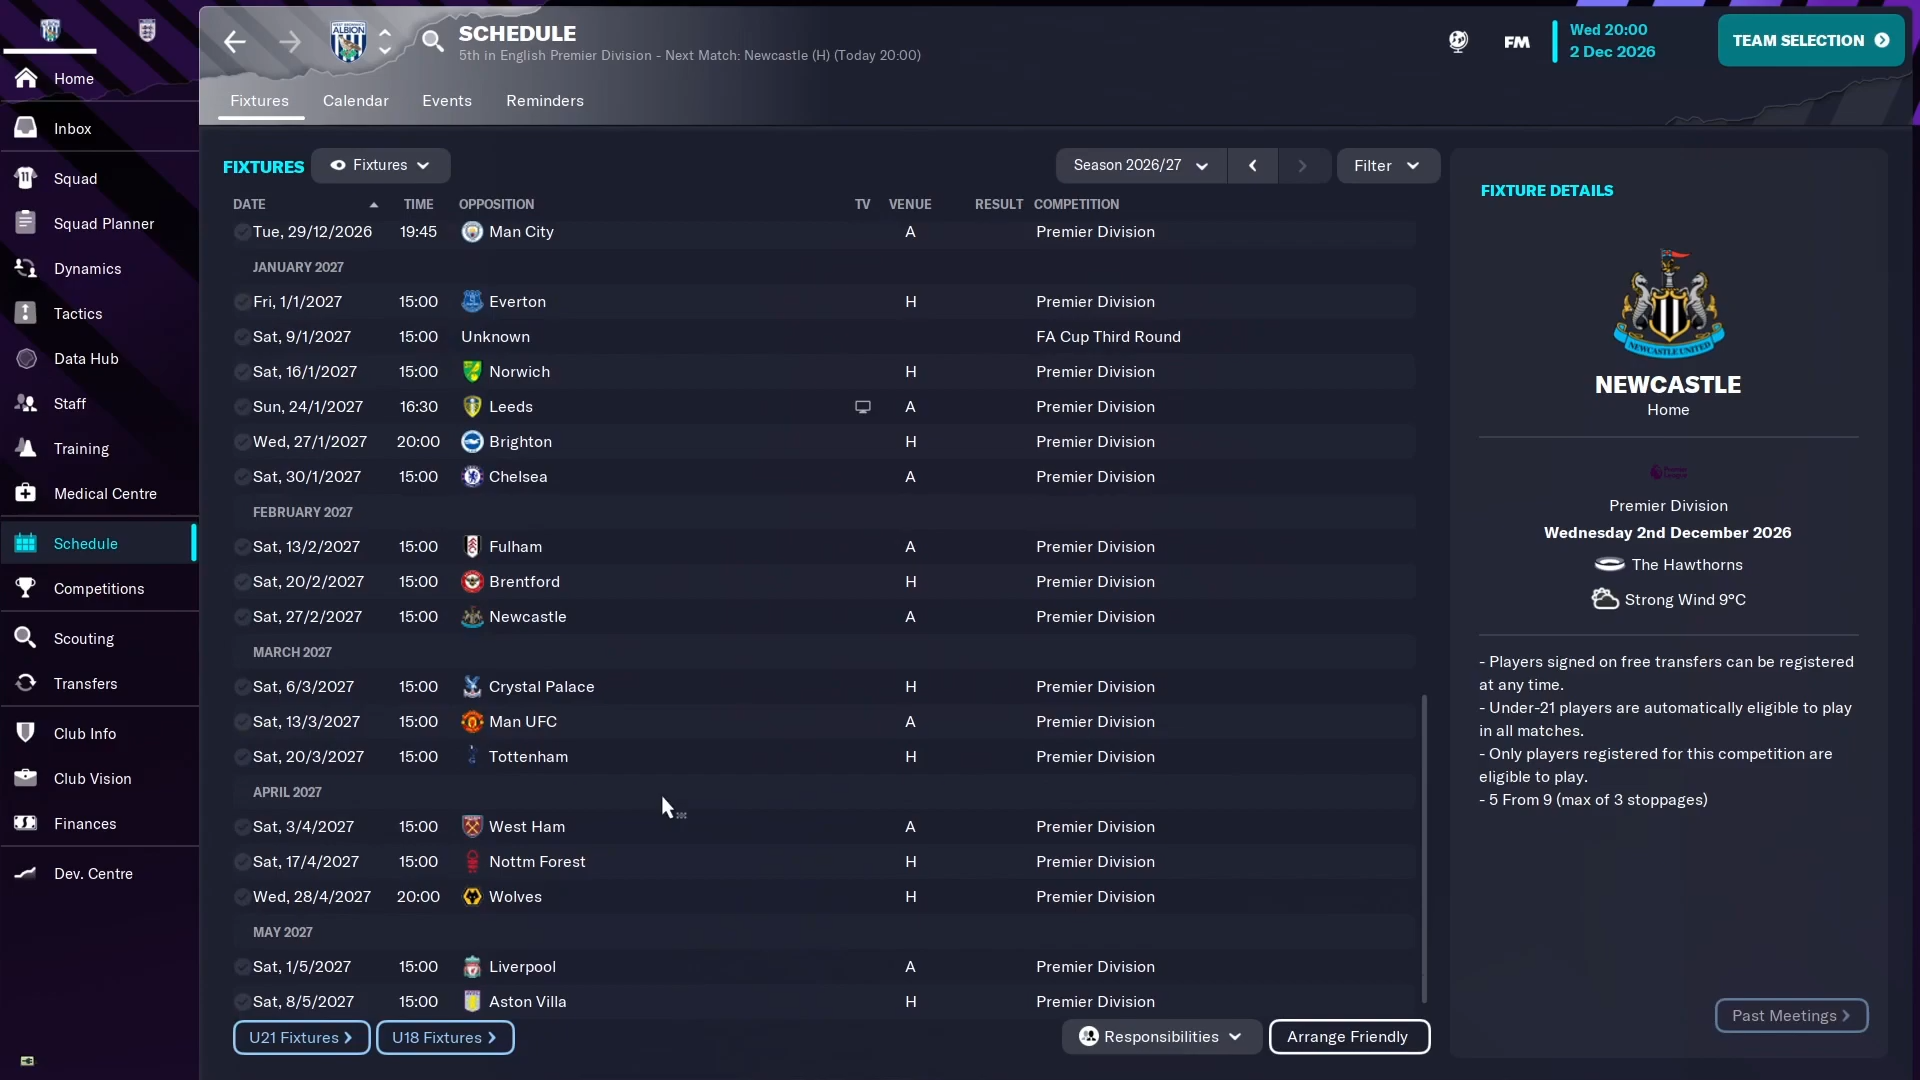 SCHEDULE
5th in English Premier Division - Next Match: Newcastle (H) (Today 20:00)
FM
Wed 20:00
2 Dec 2026
TEAM SELECTION
Home
Inbox
Squad
Squad Planner
Dynamics
Tactics
Data Hub
Staff
Training
Medical Centre
Schedule
Competitions
Scouting
Transfers
Club Info
Club Vision
Finances
Dev. Centre
ALBION
Fixtures Calendar Events Reminders
FIXTURES Fixtures Season 2026/27 Filter
DATE TIME OPPOSITION TV VENUE RESULT COMPETITION
Tue, 29/12/2026 19:45 Man City A Premier Division
JANUARY 2027
Fri, 1/1/2027 15:00 Everton H Premier Division
Sat, 9/1/2027 15:00 Unknown FA Cup Third Round
Sat, 16/1/2027 15:00 Norwich H Premier Division
Sun, 24/1/2027 16:30 Leeds A Premier Division
Wed, 27/1/2027 20:00 Brighton H Premier Division
Sat, 30/1/2027 15:00 Chelsea A Premier Division
FEBRUARY 2027
Sat, 13/2/2027 15:00 Fulham A Premier Division
Sat, 20/2/2027 15:00 Brentford H Premier Division
Sat, 27/2/2027 15:00 Newcastle A Premier Division
MARCH 2027
Sat, 6/3/2027 15:00 Crystal Palace H Premier Division
Sat, 13/3/2027 15:00 Man UFC A Premier Division
Sat, 20/3/2027 15:00 Tottenham H Premier Division
APRIL 2027
Sat, 3/4/2027 15:00 West Ham A Premier Division
Sat, 17/4/2027 15:00 Nottm Forest H Premier Division
Wed, 28/4/2027 20:00 Wolves H Premier Division
MAY 2027
Sat, 1/5/2027 15:00 Liverpool A Premier Division
Sat, 8/5/2027 15:00 Aston Villa H Premier Division
U21 Fixtures U18 Fixtures Responsibilities Arrange Friendly
FIXTURE DETAILS
NEWCASTLE UNITED
NEWCASTLE
Home
Premier League
Premier Division
Wednesday 2nd December 2026
The Hawthorns
Strong Wind 9°C
- Players signed on free transfers can be registered
at any time.
- Under-21 players are automatically eligible to play
in all matches.
- Only players registered for this competition are
eligible to play.
- 5 From 9 (max of 3 stoppages)
Past Meetings